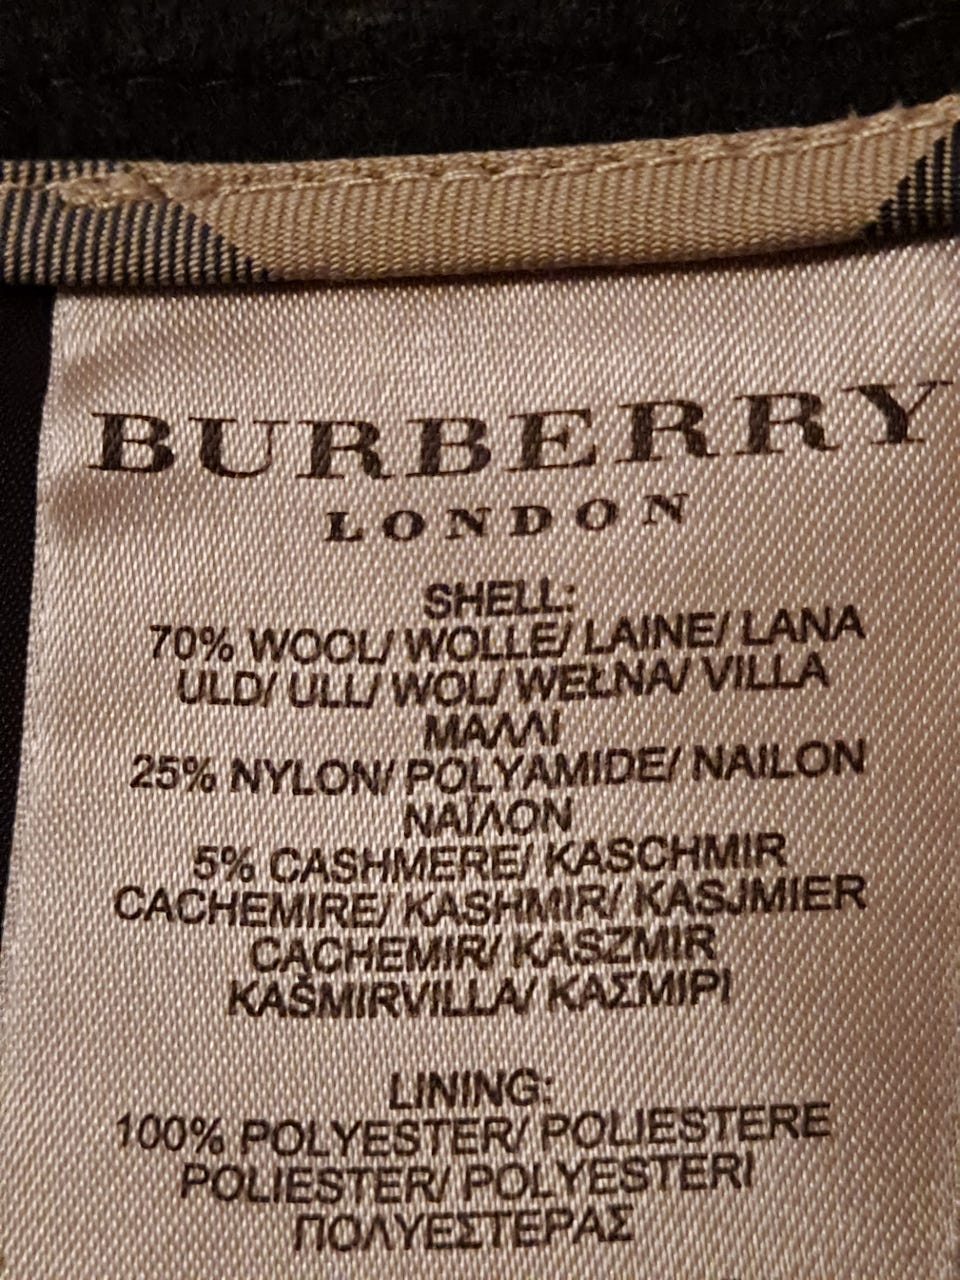 BURBERRY
LONDON
SHELL:
70% WOOL/ WOLLE/ LAINE/ LANA
ULD/ ULL/ WOL/ WEŁNA/ VILLA
ΜΑΛΛΙ
25% NYLON/ POLYAMIDE/ NAILON
ΝΑΪΛΟΝ
5% CASHMERE/ KASCHMIR
CACHEMIRE/ KASHMIR/ KASJMIER
CACHEMIR/ KASZMIR
KAŠMIRVILLA/ ΚΑΣΜΙΡΙ
LINING:
100% POLYESTER/ POLIESTERE
POLIESTER/ POLYESTERI
ΠΟΛΥΕΣΤΕΡΑΣ